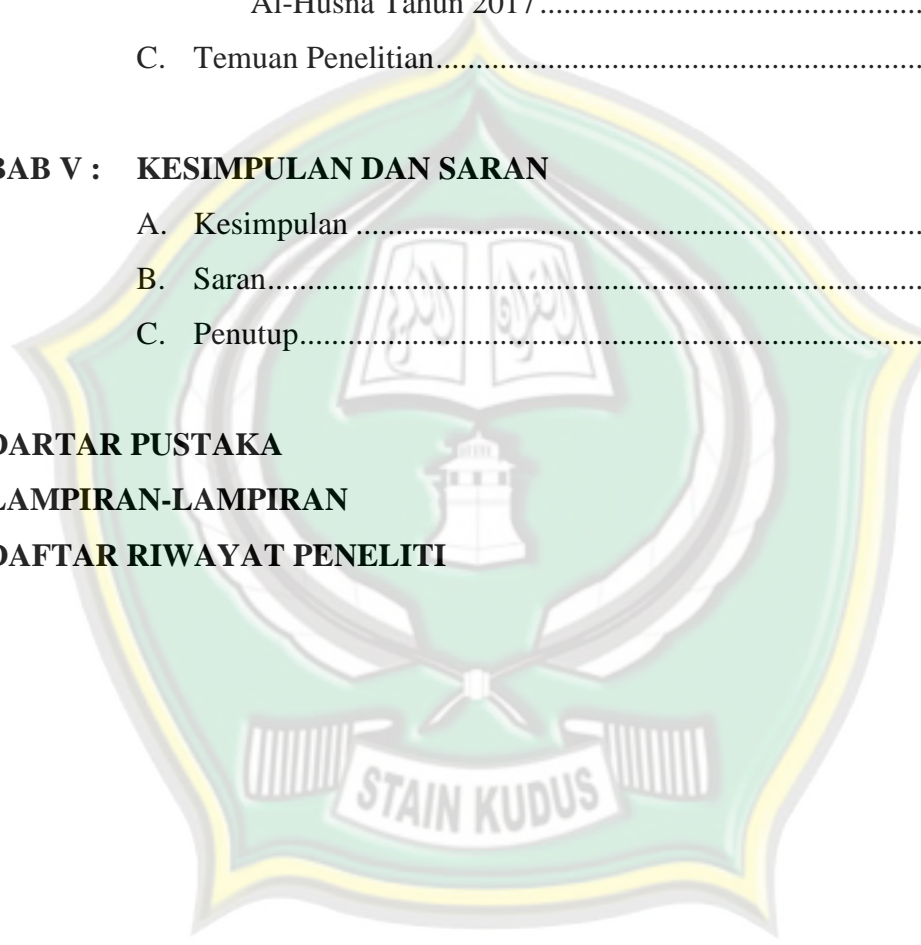 Al-Husna Tahun 2017................................................
C. Temuan Penelitian.............................................................
BAB V : KESIMPULAN DAN SARAN
A. Kesimpulan .......................................................................
B. Saran..................................................................................
C. Penutup..............................................................................
DARTAR PUSTAKA
LAMPIRAN-LAMPIRAN
DAFTAR RIWAYAT PENELITI
STAIN KUDUS